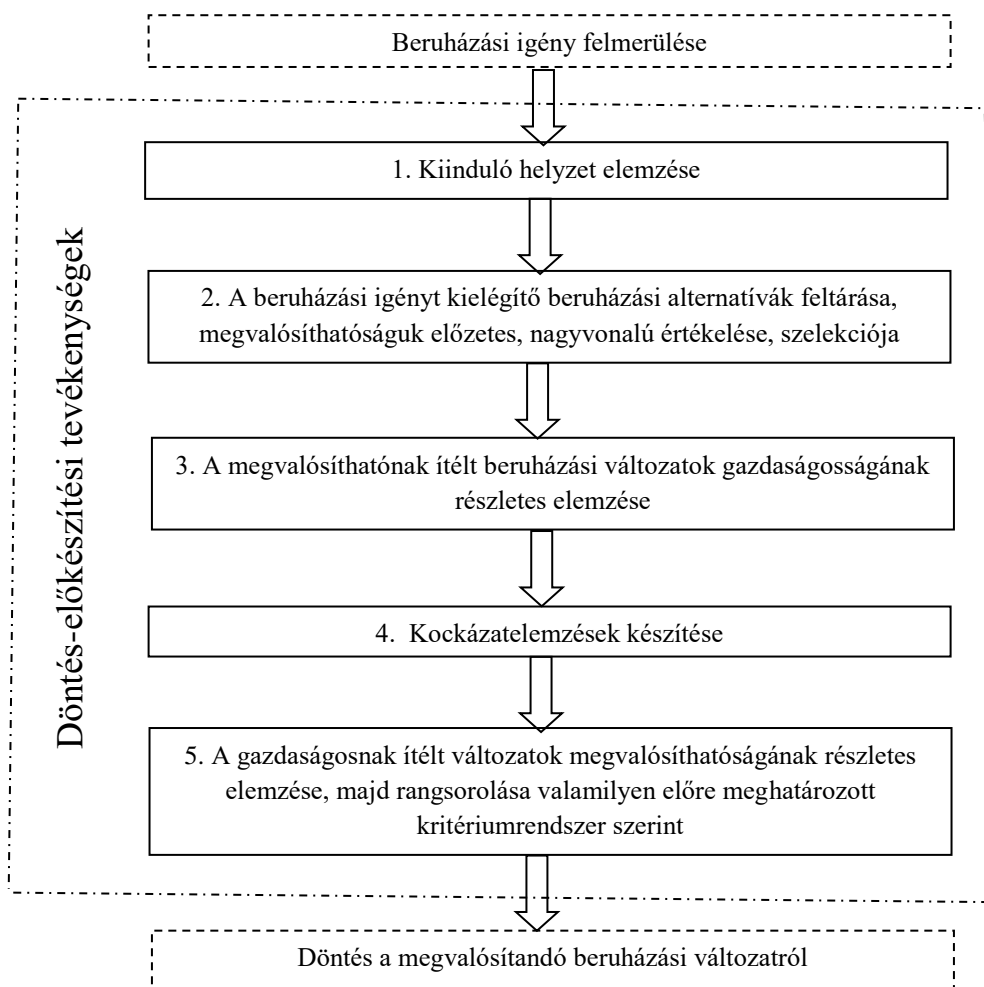 Beruházási igény felmerülése
Döntés-előkészítési tevékenységek
1. Kiinduló helyzet elemzése
2. A beruházási igényt kielégítő beruházási alternatívák feltárása,
megvalósíthatóságuk előzetes, nagyvonalú értékelése, szelekciója
3. A megvalósíthatónak ítélt beruházási változatok gazdaságosságának
részletes elemzése
4. Kockázatelemzések készítése
5. A gazdaságosnak ítélt változatok megvalósíthatóságának részletes
elemzése, majd rangsorolása valamilyen előre meghatározott
kritériumrendszer szerint
Döntés a megvalósítandó beruházási változatról